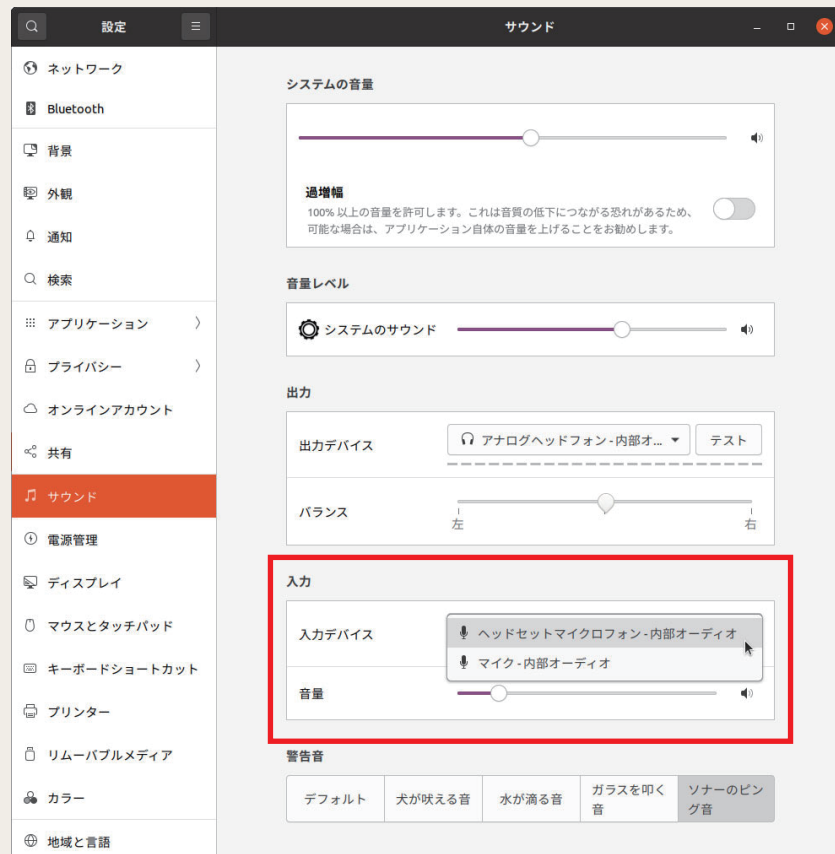 設定
サウンド
ネットワーク
Bluetooth
背景
外観
通知
検索
アプリケーション
プライバシー
オンラインアカウント
共有
サウンド
電源管理
ディスプレイ
マウスとタッチパッド
キーボードショートカット
プリンター
リムーバブルメディア
カラー
地域と言語
システムの音量
過増幅
100% 以上の音量を許可します。これは音質の低下につながる恐れがあるため、
可能な場合は、アプリケーション自体の音量を上げることをお勧めします。
音量レベル
システムのサウンド
出力
出力デバイス
アナログヘッドフォン - 内部オ...
テスト
バランス
左
右
入力
入力デバイス
ヘッドセットマイクロフォン - 内部オーディオ
マイク - 内部オーディオ
音量
警告音
デフォルト
犬が吠える音
水が滴る音
ガラスを叩く
音
ソナーのピン
グ音